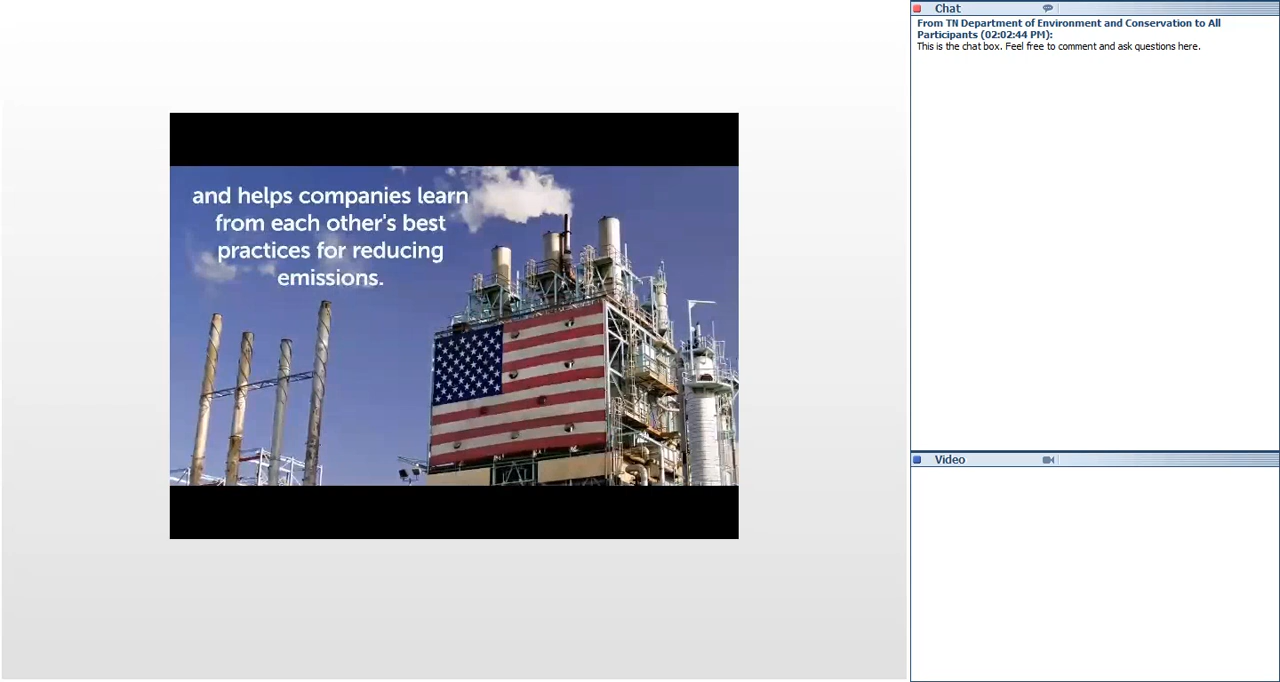 and helps companies learn
from each other's best
practices for reducing
emissions.
Chat
From TN Department of Environment and Conservation to All
Participants (02:02:44 PM):
This is the chat box. Feel free to comment and ask questions here.
Video